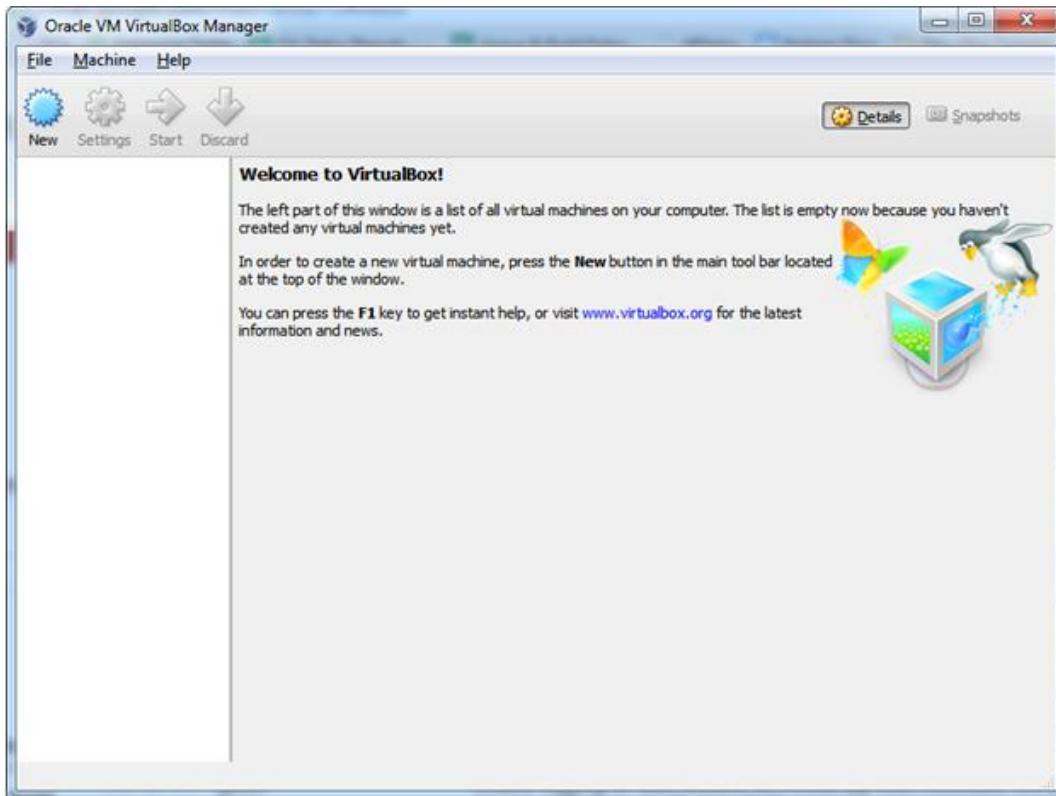 Oracle VM VirtualBox Manager
File Machine Help
New Settings Start Discard
Details Snapshots
Welcome to VirtualBox!
The left part of this window is a list of all virtual machines on your computer. The list is empty now because you haven't
created any virtual machines yet.
In order to create a new virtual machine, press the New button in the main tool bar located
at the top of the window.
You can press the F1 key to get instant help, or visit www.virtualbox.org for the latest
information and news.